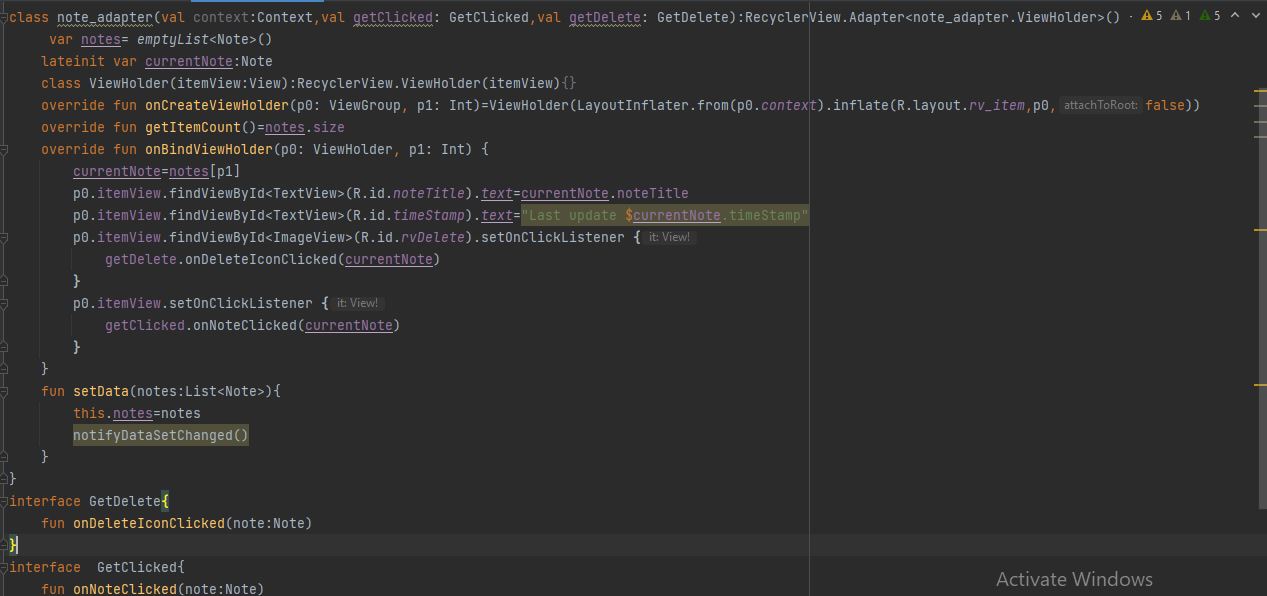 class note_adapter(val context:Context,val getClicked: GetClicked,val getDelete: GetDelete):RecyclerView.Adapter<note_adapter.ViewHolder>() 5 1 5
var notes= emptyList<Note>()
lateinit var currentNote:Note
class ViewHolder(itemView:View):RecyclerView.ViewHolder(itemView){}
override fun onCreateViewHolder(p0: ViewGroup, p1: Int)=ViewHolder(LayoutInflater.from(p0.context).inflate(R.layout.rv_item,p0, attachToRoot: false))
override fun getItemCount()=notes.size
override fun onBindViewHolder(p0: ViewHolder, p1: Int) {
currentNote=notes[p1]
p0.itemView.findViewById<TextView>(R.id.noteTitle).text=currentNote.noteTitle
p0.itemView.findViewById<TextView>(R.id.timeStamp).text="Last update $currentNote.timeStamp"
p0.itemView.findViewById<ImageView>(R.id.rvDelete).setOnClickListener { it: View!
getDelete.onDeleteIconClicked(currentNote)
}
p0.itemView.setOnClickListener { it: View!
getClicked.onNoteClicked(currentNote)
}
}
fun setData(notes:List<Note>){
this.notes=notes
notifyDataSetChanged()
}
}
interface GetDelete{
fun onDeleteIconClicked(note:Note)
}
interface  GetClicked{
fun onNoteClicked(note:Note)
Activate Windows